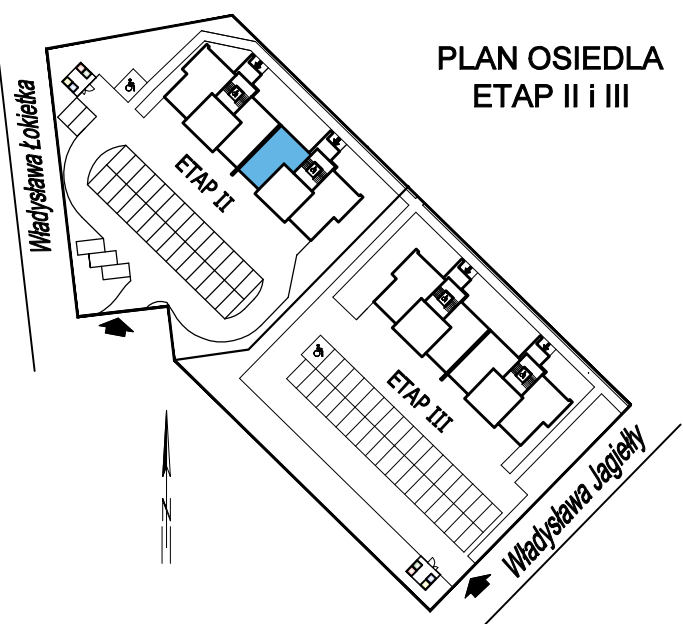 PLAN OSIEDLA
ETAP II i III
Władysława Łokietka
ETAP II
ETAP III
Władysława Jagiełły
N